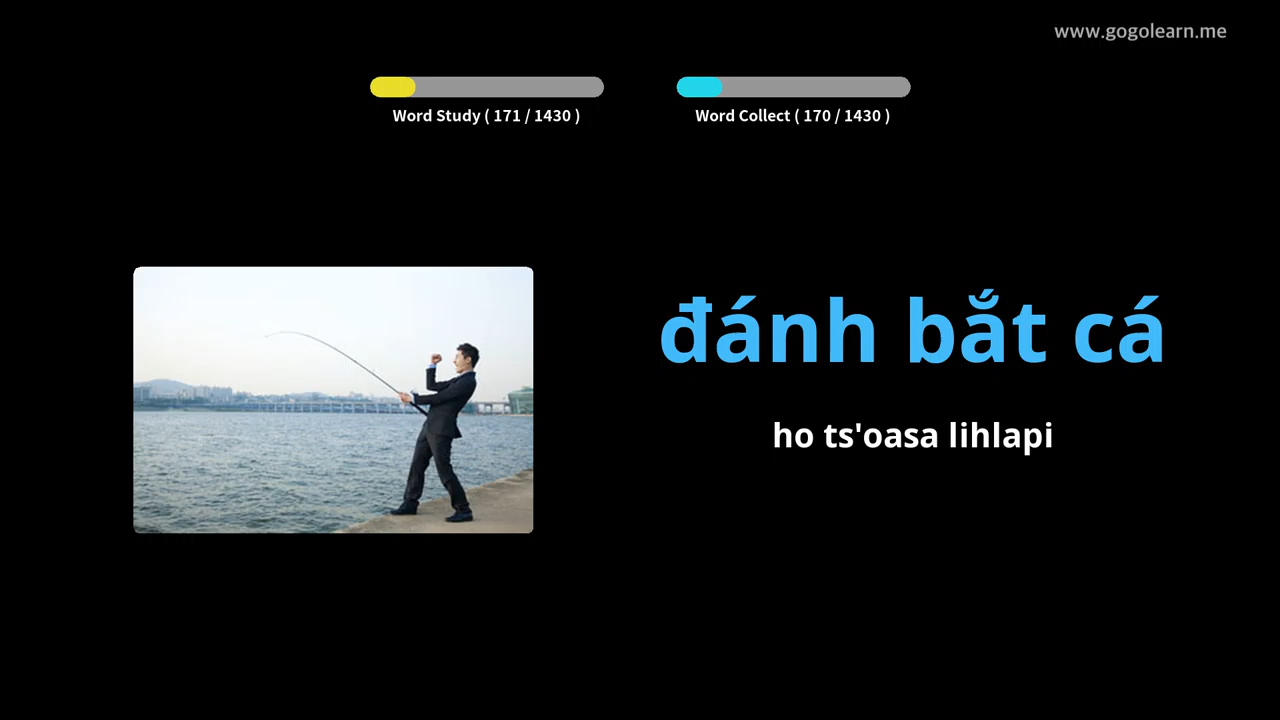 www.gogolearn.me
Word Study ( 171 / 1430 )
Word Collect ( 170 / 1430 )
đánh bắt cá
ho ts'oasa lihlapi